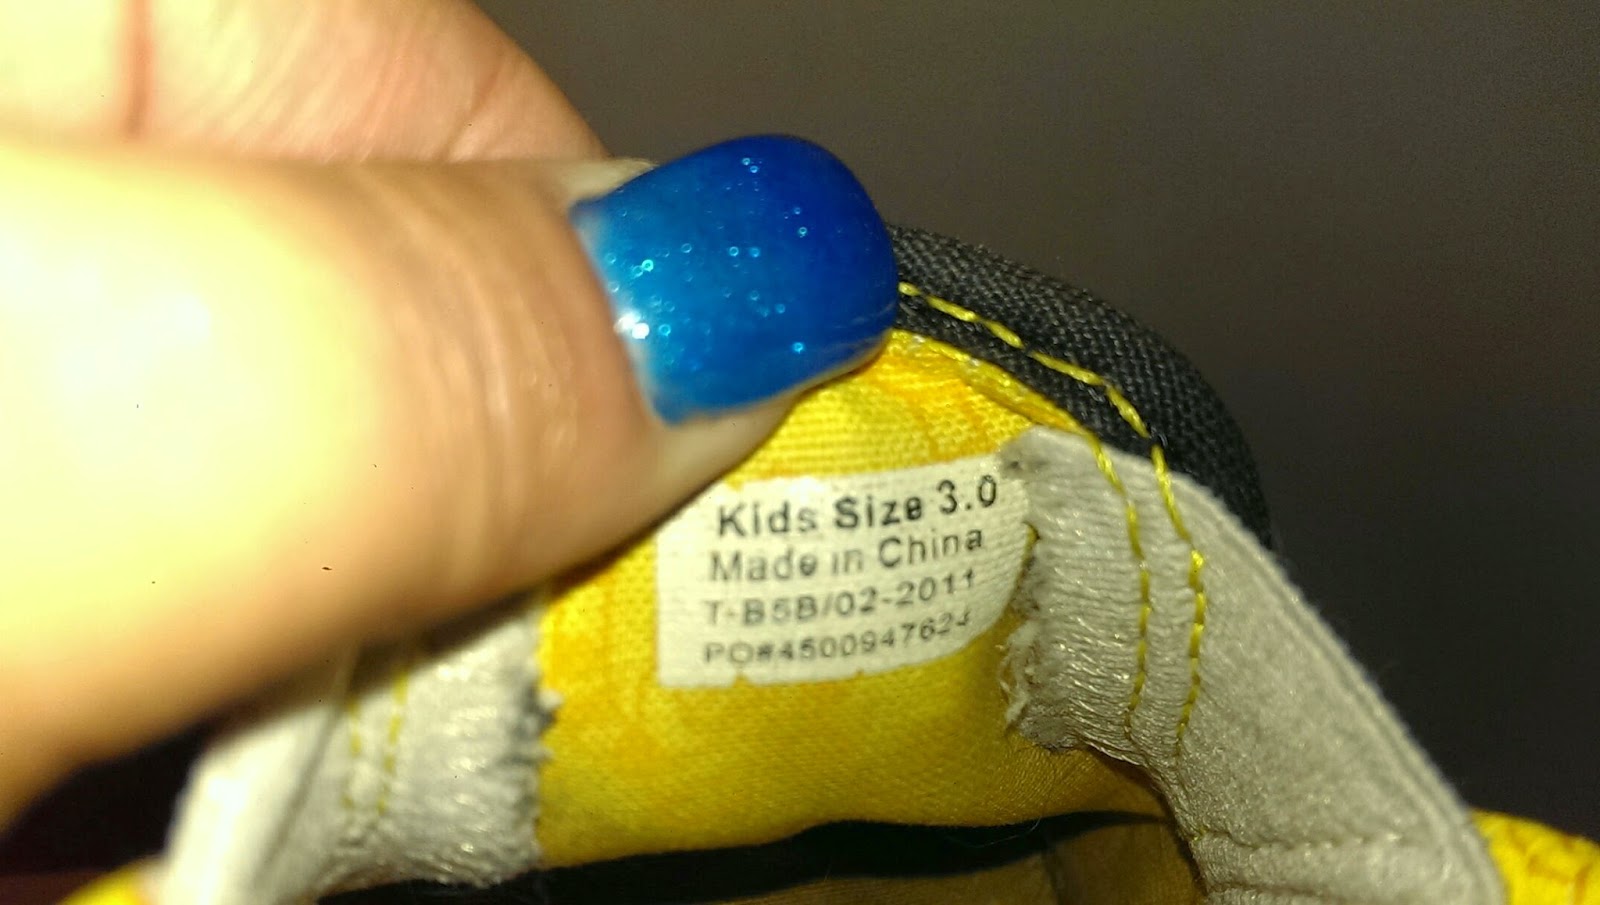 Kids Size 3.0
Made in China
T-B5B/02-2011
PO#4500947624